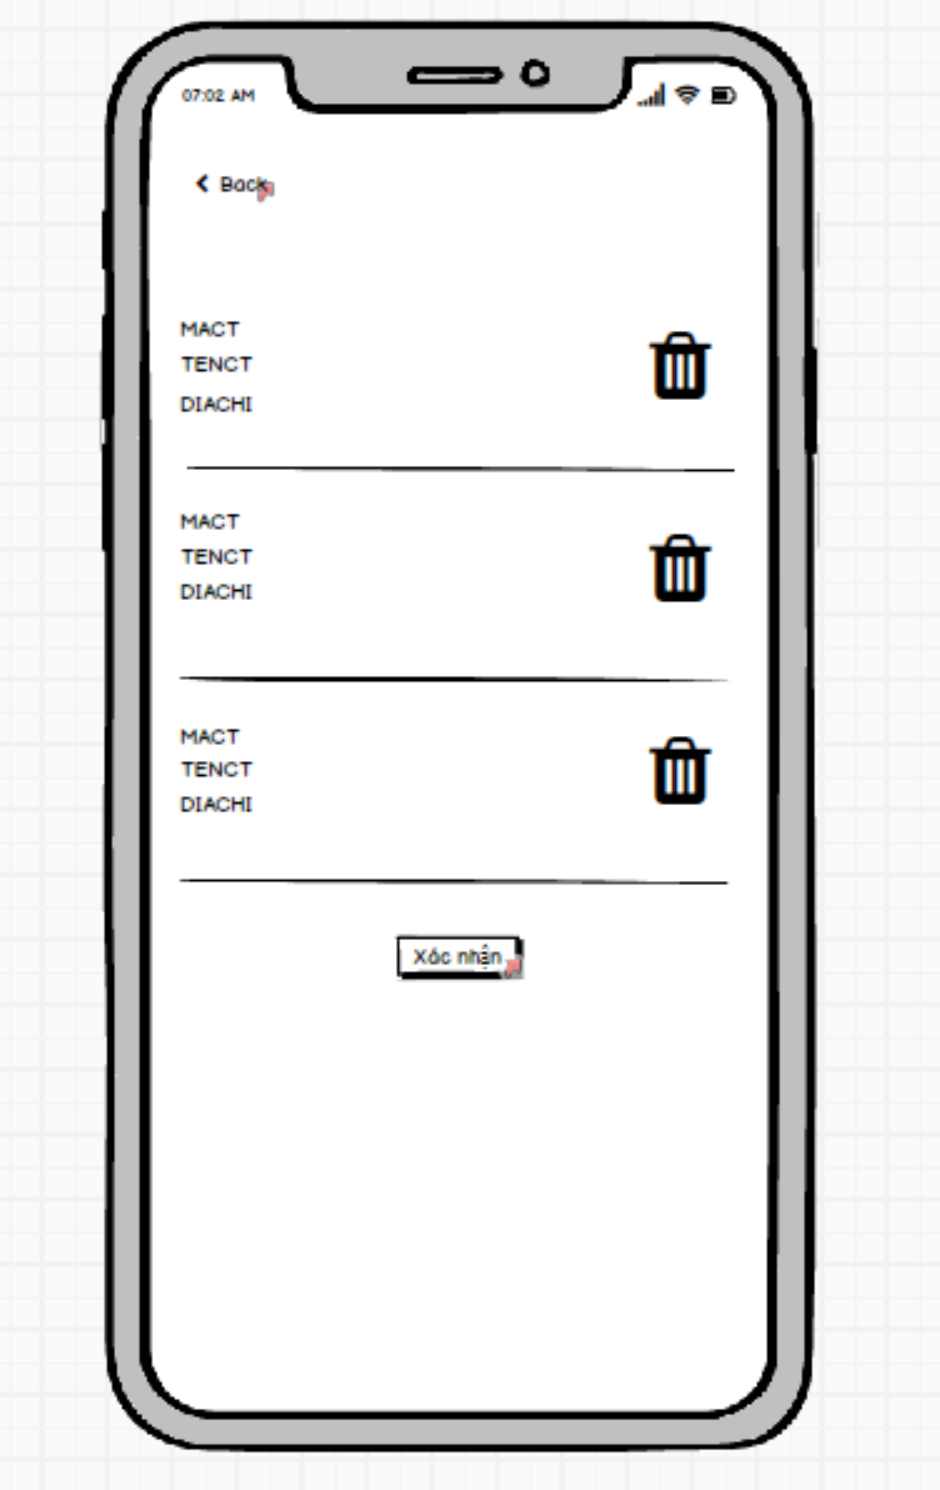 07:02 AM
Back
MACT
TENCT
DIACHI
MACT
TENCT
DIACHI
MACT
TENCT
DIACHI
Xác nhận